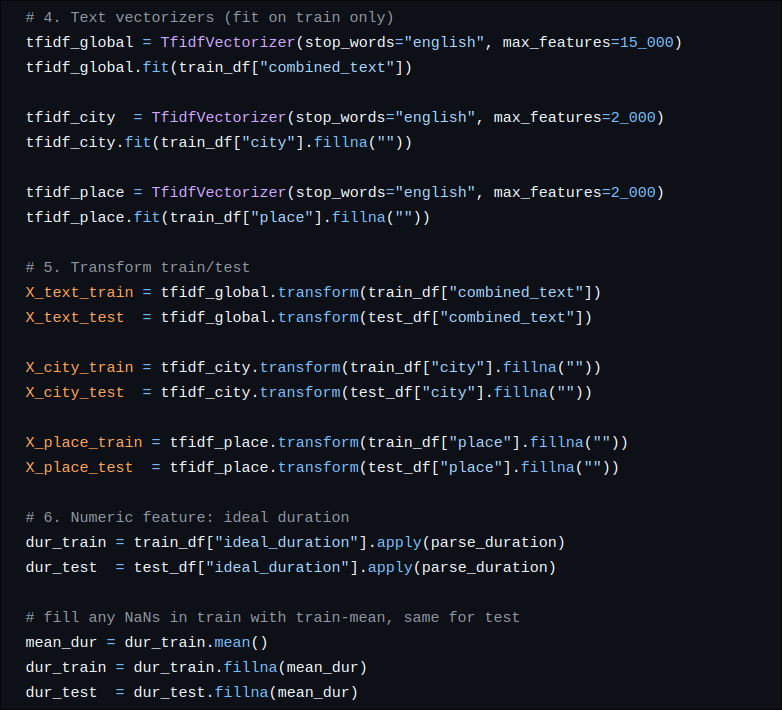 # 4. Text vectorizers (fit on train only)
tfidf_global = TfidfVectorizer(stop_words="english", max_features=15_000)
tfidf_global.fit(train_df["combined_text"])
tfidf_city  = TfidfVectorizer(stop_words="english", max_features=2_000)
tfidf_city.fit(train_df["city"].fillna(""))
tfidf_place = TfidfVectorizer(stop_words="english", max_features=2_000)
tfidf_place.fit(train_df["place"].fillna(""))
# 5. Transform train/test
X_text_train = tfidf_global.transform(train_df["combined_text"])
X_text_test  = tfidf_global.transform(test_df["combined_text"])
X_city_train = tfidf_city.transform(train_df["city"].fillna(""))
X_city_test  = tfidf_city.transform(test_df["city"].fillna(""))
X_place_train = tfidf_place.transform(train_df["place"].fillna(""))
X_place_test  = tfidf_place.transform(test_df["place"].fillna(""))
# 6. Numeric feature: ideal duration
dur_train = train_df["ideal_duration"].apply(parse_duration)
dur_test  = test_df["ideal_duration"].apply(parse_duration)
# fill any NaNs in train with train-mean, same for test
mean_dur = dur_train.mean()
dur_train = dur_train.fillna(mean_dur)
dur_test  = dur_test.fillna(mean_dur)